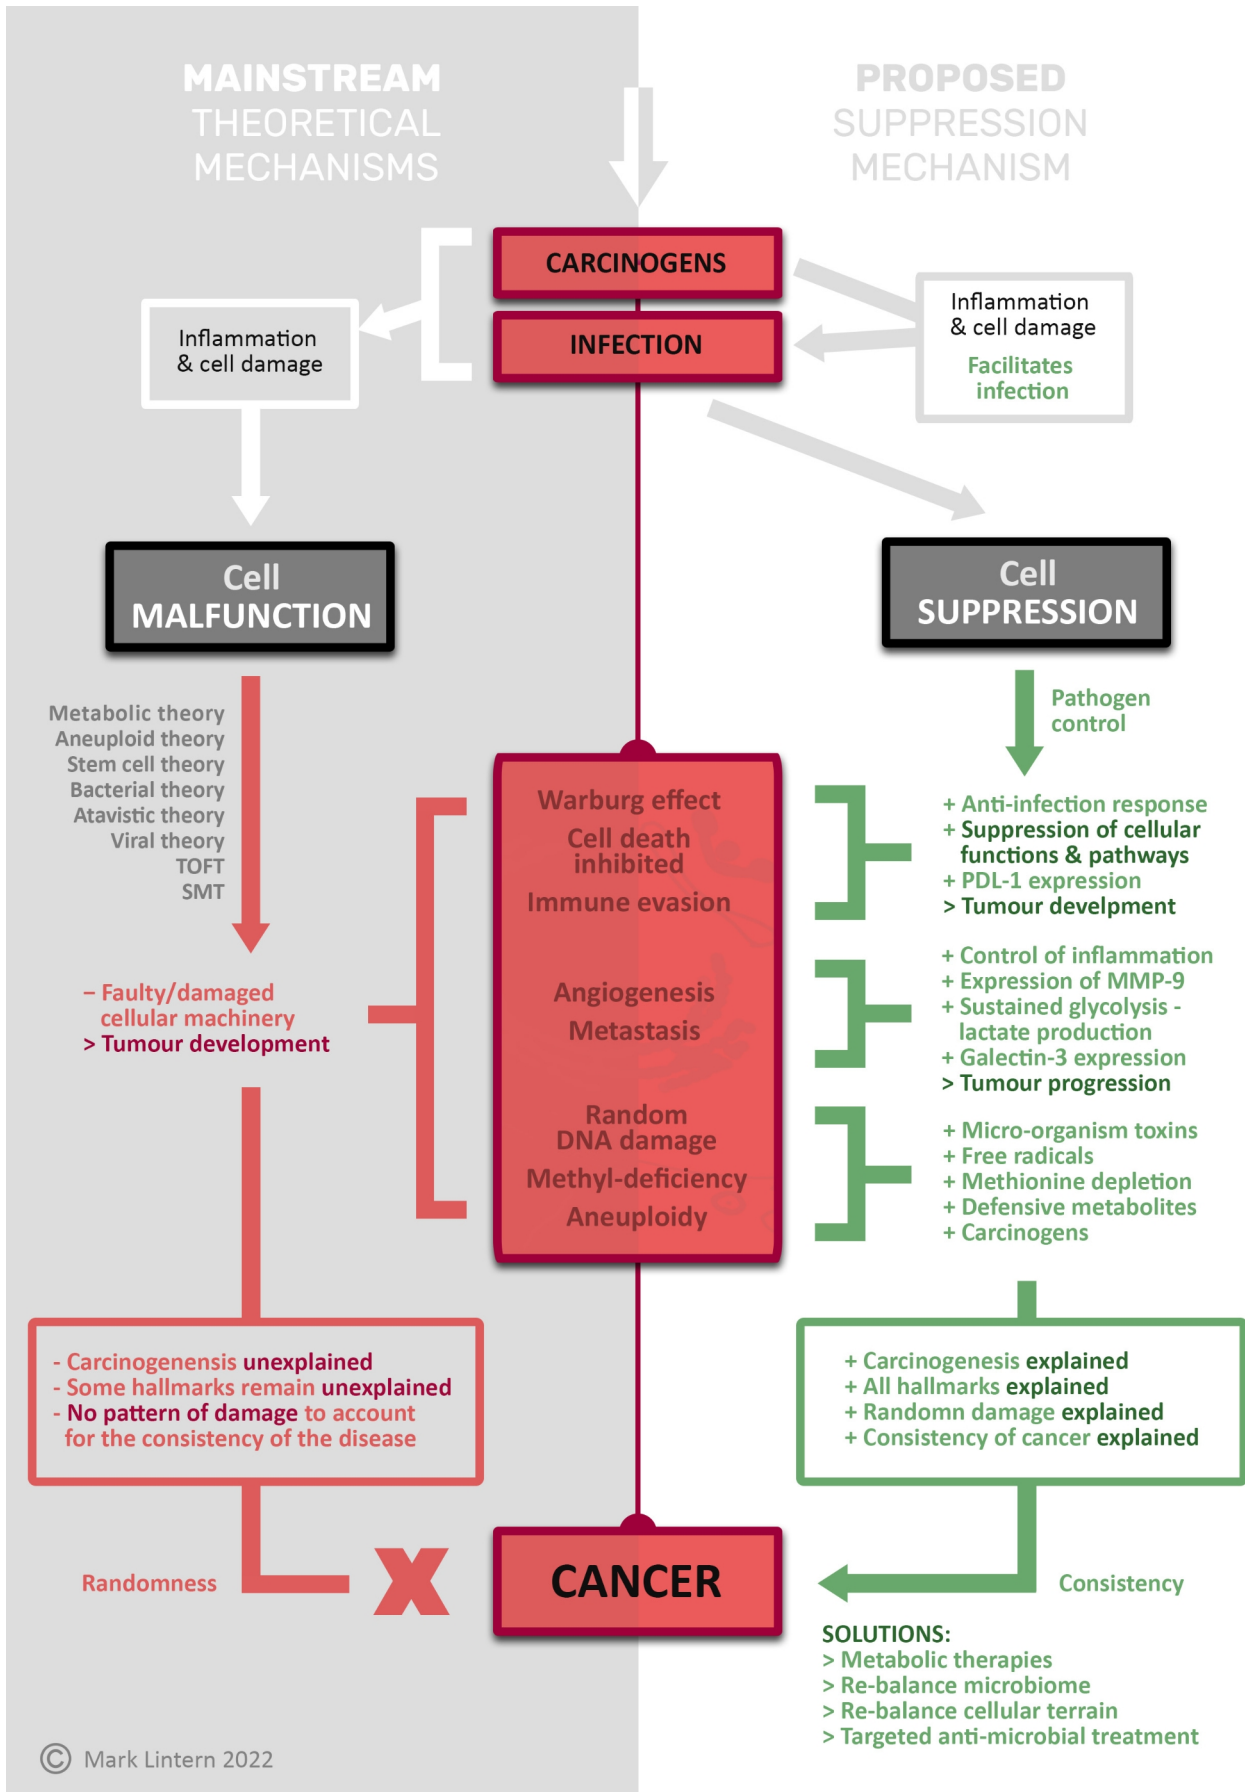 MAINSTREAM
THEORETICAL
MECHANISMS
PROPOSED
SUPPRESSION
MECHANISM
CARCINOGENS
INFECTION
Inflammation
& cell damage
Inflammation
& cell damage
Facilitates
infection
Cell
MALFUNCTION
Cell
SUPPRESSION
Metabolic theory
Aneuploid theory
Stem cell theory
Bacterial theory
Atavistic theory
Viral theory
TOFT
SMT
Pathogen
control
– Faulty/damaged
cellular machinery
> Tumour development
Warburg effect
Cell death
inhibited
Immune evasion
Angiogenesis
Metastasis
Random
DNA damage
Methyl-deficiency
Aneuploidy
+ Anti-infection response
+ Suppression of cellular
functions & pathways
+ PDL-1 expression
> Tumour develpment
+ Control of inflammation
+ Expression of MMP-9
+ Sustained glycolysis -
lactate production
+ Galectin-3 expression
> Tumour progression
+ Micro-organism toxins
+ Free radicals
+ Methionine depletion
+ Defensive metabolites
+ Carcinogens
- Carcinogenensis unexplained
- Some hallmarks remain unexplained
- No pattern of damage to account
for the consistency of the disease
+ Carcinogenesis explained
+ All hallmarks explained
+ Randomn damage explained
+ Consistency of cancer explained
Randomness
X
CANCER
Consistency
SOLUTIONS:
> Metabolic therapies
> Re-balance microbiome
> Re-balance cellular terrain
> Targeted anti-microbial treatment
© Mark Lintern 2022